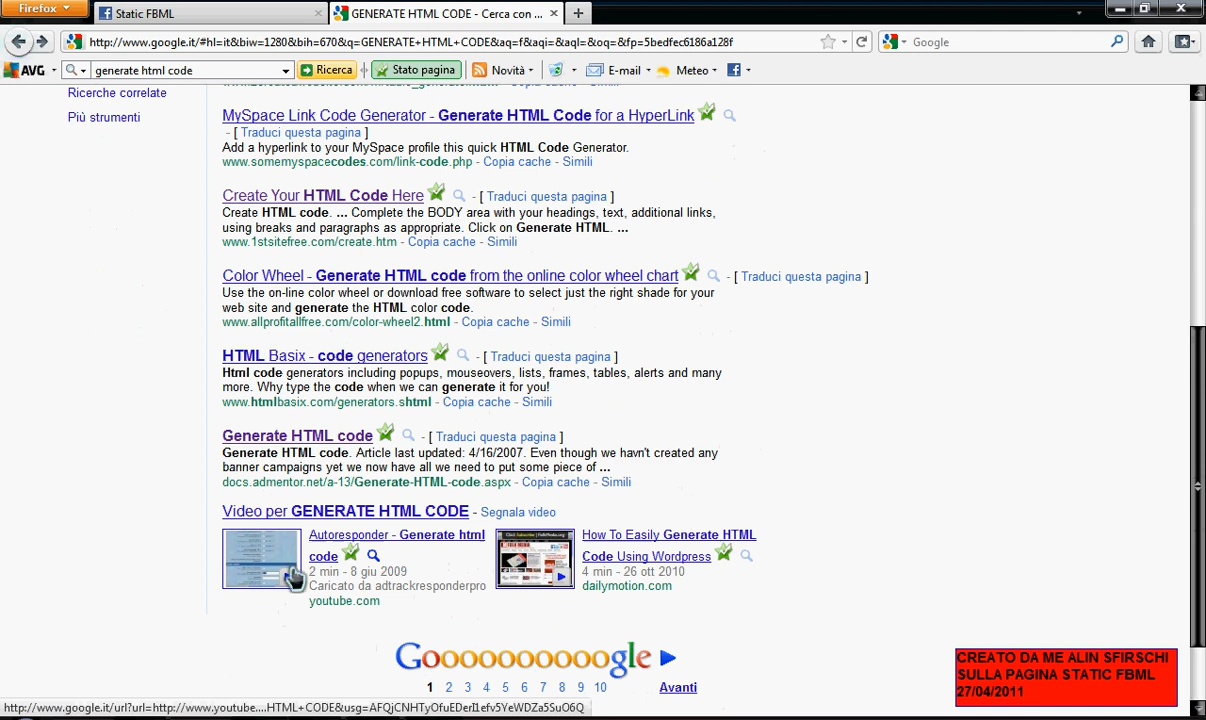 Firefox
Static FBML
GENERATE HTML CODE - Cerca con ...
http://www.google.it/#hl=it&biw=1280&bih=670&q=GENERATE+HTML+CODE&aq=f&aqi=&aql=&oq=&fp=5bedfec6186a128f
Google
AVG generate html code Ricerca Stato pagina Novità E-mail Meteo
Ricerche correlate
Più strumenti
MySpace Link Code Generator - Generate HTML Code for a HyperLink
- [ Traduci questa pagina ]
Add a hyperlink to your MySpace profile this quick HTML Code Generator.
www.somemyspacecodes.com/link-code.php - Copia cache - Simili
Create Your HTML Code Here - [ Traduci questa pagina ]
Create HTML code. ... Complete the BODY area with your headings, text, additional links,
using breaks and paragraphs as appropriate. Click on Generate HTML. ...
www.1stsitefree.com/create.htm - Copia cache - Simili
Color Wheel - Generate HTML code from the online color wheel chart - [ Traduci questa pagina ]
Use the on-line color wheel or download free software to select just the right shade for your
web site and generate the HTML color code.
www.allprofitallfree.com/color-wheel2.html - Copia cache - Simili
HTML Basix - code generators - [ Traduci questa pagina ]
Html code generators including popups, mouseovers, lists, frames, tables, alerts and many
more. Why type the code when we can generate it for you!
www.htmlbasix.com/generators.shtml - Copia cache - Simili
Generate HTML code - [ Traduci questa pagina ]
Generate HTML code. Article last updated: 4/16/2007. Even though we havn't created any
banner campaigns yet we now have all we need to put some piece of ...
docs.admentor.net/a-13/Generate-HTML-code.aspx - Copia cache - Simili
Video per GENERATE HTML CODE - Segnala video
Autoresponder - Generate html
code
2 min - 8 giu 2009
Caricato da adtrackresponderpro
youtube.com
How To Easily Generate HTML
Code Using Wordpress
4 min - 26 ott 2010
dailymotion.com
Goooooooooogle
1 2 3 4 5 6 7 8 9 10 Avanti
CREATO DA ME ALIN SFIRSCHI
SULLA PAGINA STATIC FBML
27/04/2011
http://www.google.it/url?url=http://www.youtube....HTML+CODE&usg=AFQjCNHTyOfuEDerl1efv5YeWDZa5SuO6Q